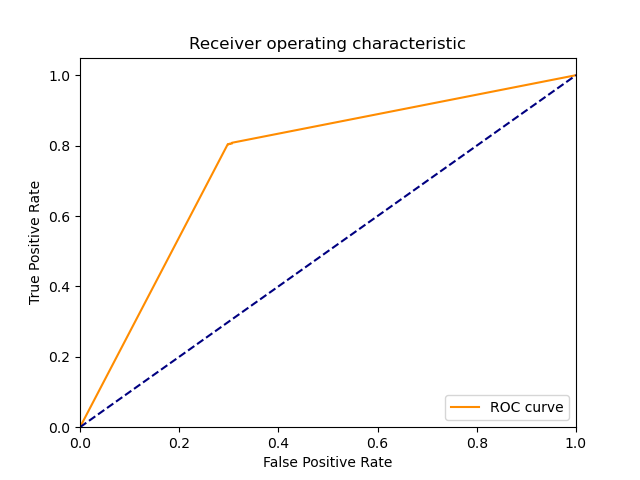 Receiver operating characteristic
True Positive Rate
1.0
0.8
0.6
0.4
0.2
0.0
0.0 0.2 0.4 0.6 0.8 1.0
False Positive Rate
ROC curve